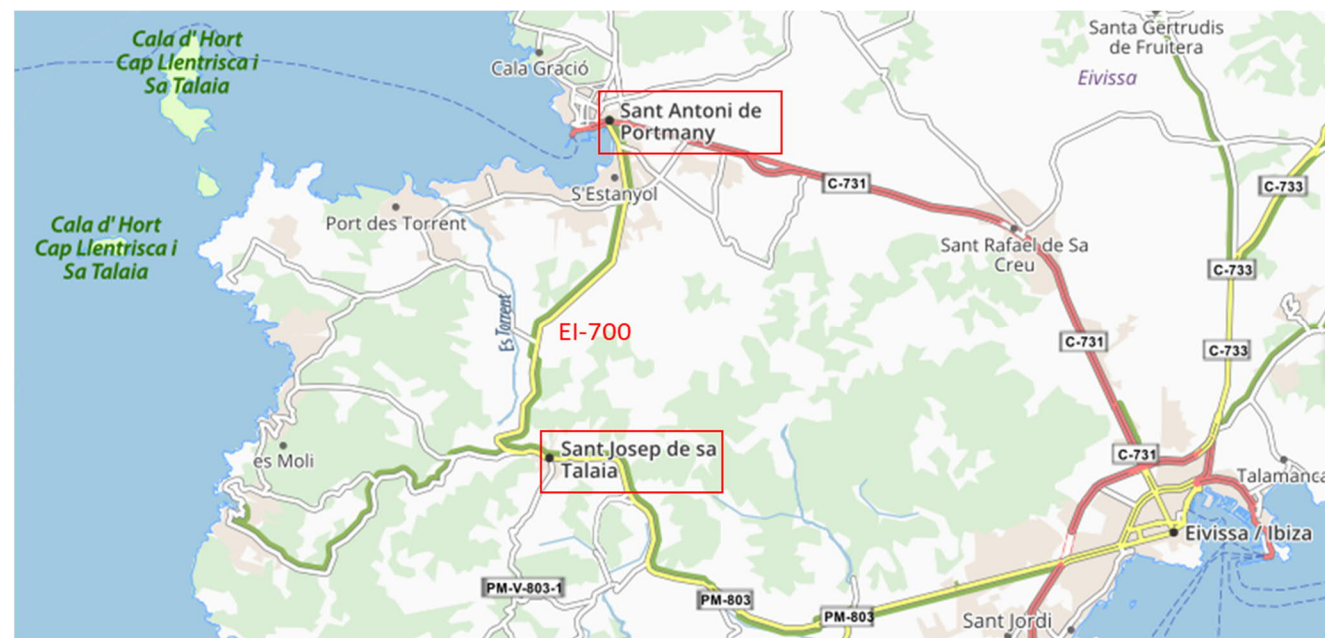 Cala d' Hort
Cap Llentrisca i
Sa Talaia
Cala Gració
Santa Gertrudis
de Fruitera
Eivissa
Sant Antoni de
Portmany
S'Estanyol
C-731
C-733
Port des Torrent
Cala d' Hort
Cap Llentrisca i
Sa Talaia
Sant Rafael de Sa
Creu
C-733
Es Torrent
EI-700
C-731
C-733
Sant Josep de sa
Talaia
es Moli
C-731
Talamanca
Eivissa / Ibiza
PM-V-803-1
PM-803
PM-803
Sant Jordi